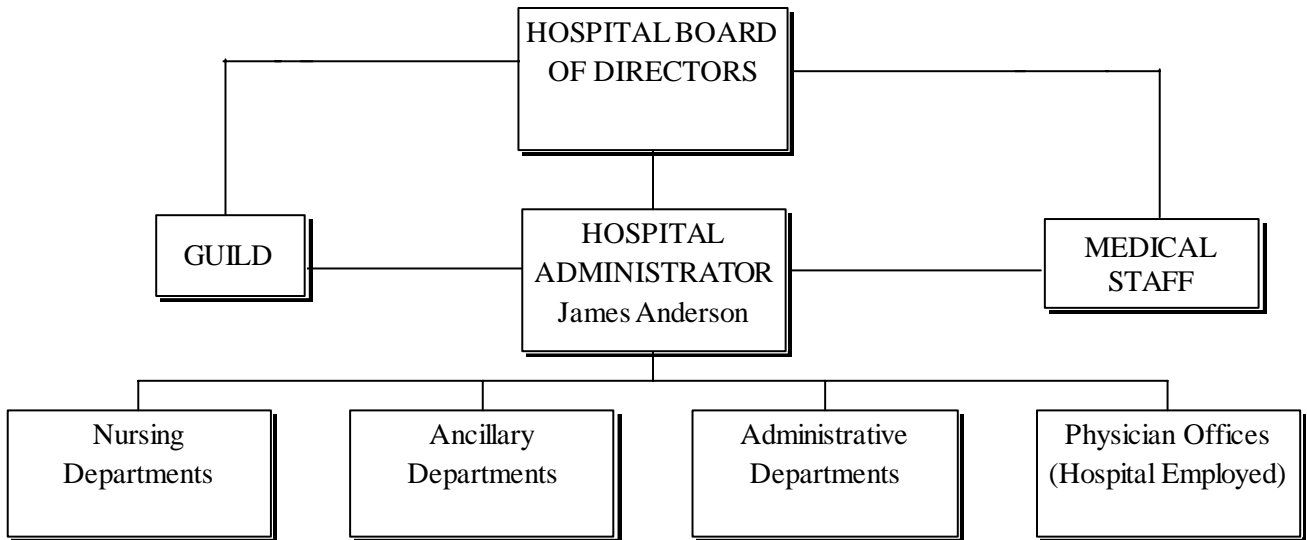 HOSPITAL BOARD
OF DIRECTORS
GUILD
HOSPITAL
ADMINISTRATOR
James Anderson
MEDICAL
STAFF
Nursing
Departments
Ancillary
Departments
Administrative
Departments
Physician Offices
(Hospital Employed)